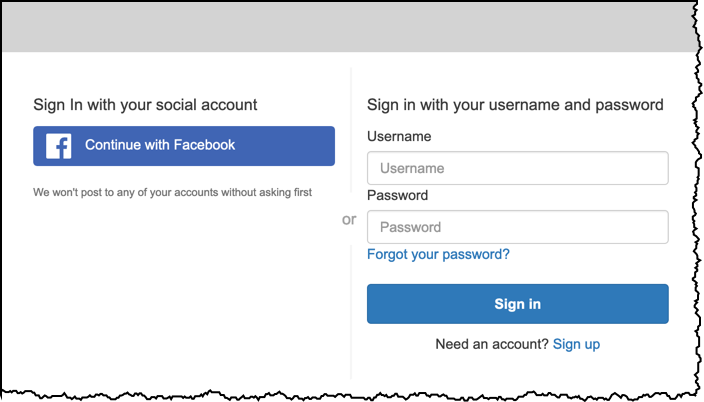 Sign In with your social account
Continue with Facebook
We won't post to any of your accounts without asking first
or
Sign in with your username and password
Username
Username
Password
Password
Forgot your password?
Sign in
Need an account? Sign up